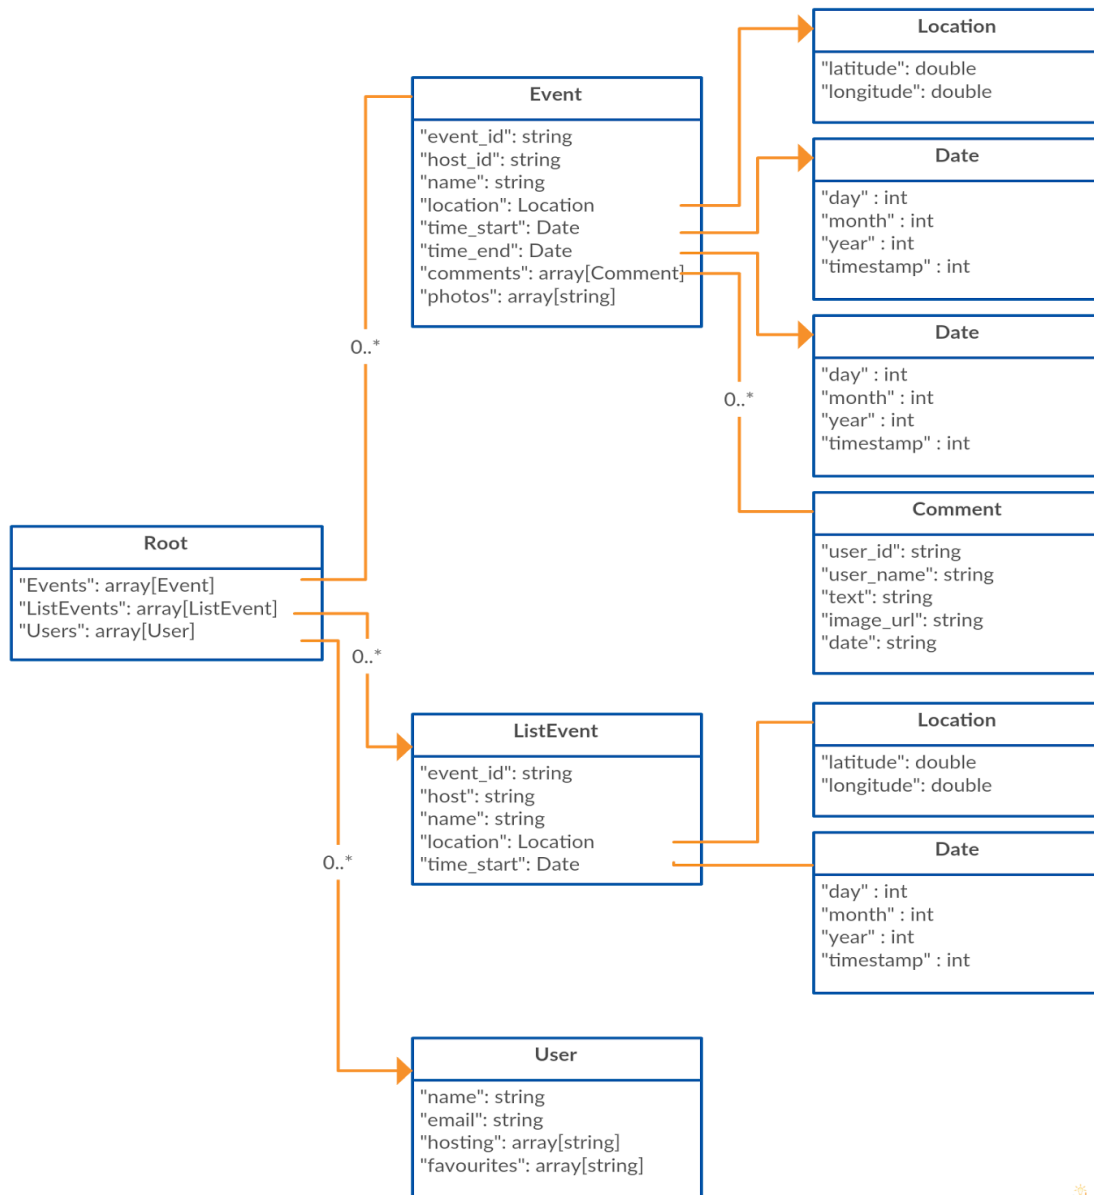 Location
"latitude": double
"longitude": double
Event
"event_id": string
"host_id": string
"name": string
"location": Location
"time_start": Date
"time_end": Date
"comments": array[Comment]
"photos": array[string]
Date
"day" : int
"month" : int
"year" : int
"timestamp" : int
0..*
Date
"day" : int
"month" : int
"year" : int
"timestamp" : int
0..*
Comment
"user_id": string
"user_name": string
"text": string
"image_url": string
"date": string
Root
"Events": array[Event]
"ListEvents": array[ListEvent]
"Users": array[User]
0..*
ListEvent
"event_id": string
"host": string
"name": string
"location": Location
"time_start": Date
Location
"latitude": double
"longitude": double
Date
"day" : int
"month" : int
"year" : int
"timestamp" : int
0..*
User
"name": string
"email": string
"hosting": array[string]
"favourites": array[string]